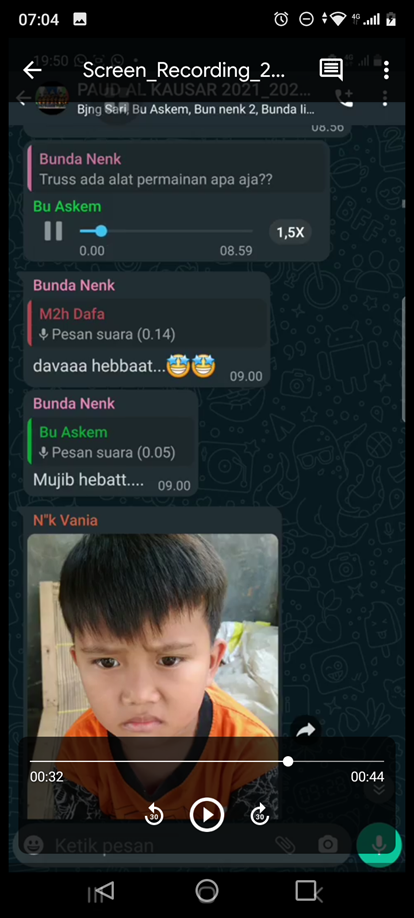 07:04
4G
19:50
Screen_Recording_2...
PAUD AL KAUSAR 2021_202...
Bjng Sari, Bu Askem, Bun nenk 2, Bunda li...
08.56
Bunda Nenk
Truss ada alat permainan apa aja??
Bu Askem
0.00
08.59
1,5X
Bunda Nenk
M2h Dafa
Pesan suara (0.14)
davaaa hebbaat...🤩🤩
09.00
Bunda Nenk
Bu Askem
Pesan suara (0.05)
Mujib hebatt....
09.00
N"k Vania
00:32
00:44
30
30
Ketik pesan